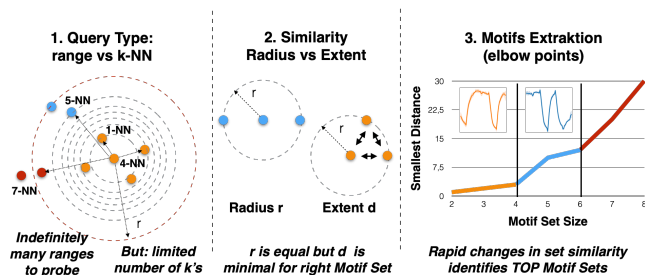 1. Query Type:
range vs k-NN
5-NN
1-NN
4-NN
7-NN
r
Indefinitely
many ranges
to probe
But: limited
number of k's
2. Similarity
Radius vs Extent
r
r
Radius r
Extent d
r is equal but d is
minimal for right Motif Set
3. Motifs Extraktion
(elbow points)
Smallest Distance
30
22.5
15
7.5
0
2 3 4 5 6 7 8
Motif Set Size
Rapid changes in set similarity
identifies TOP Motif Sets